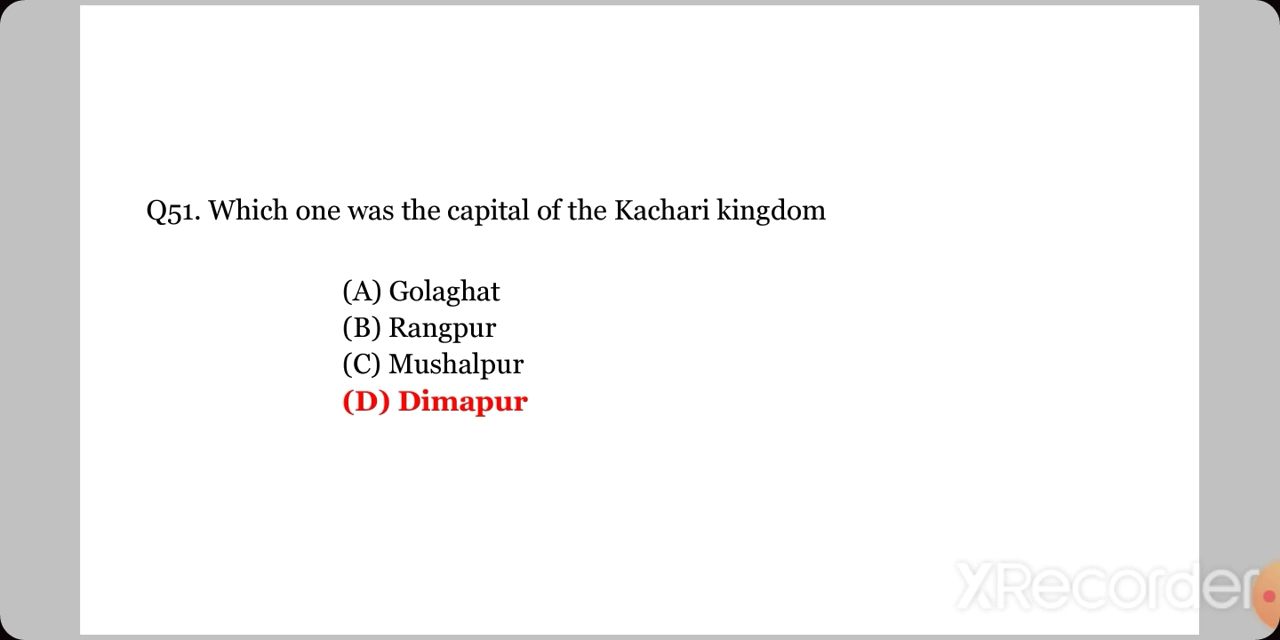 Q51. Which one was the capital of the Kachari kingdom
(A) Golaghat
(B) Rangpur
(C) Mushalpur
(D) Dimapur
XRecorder